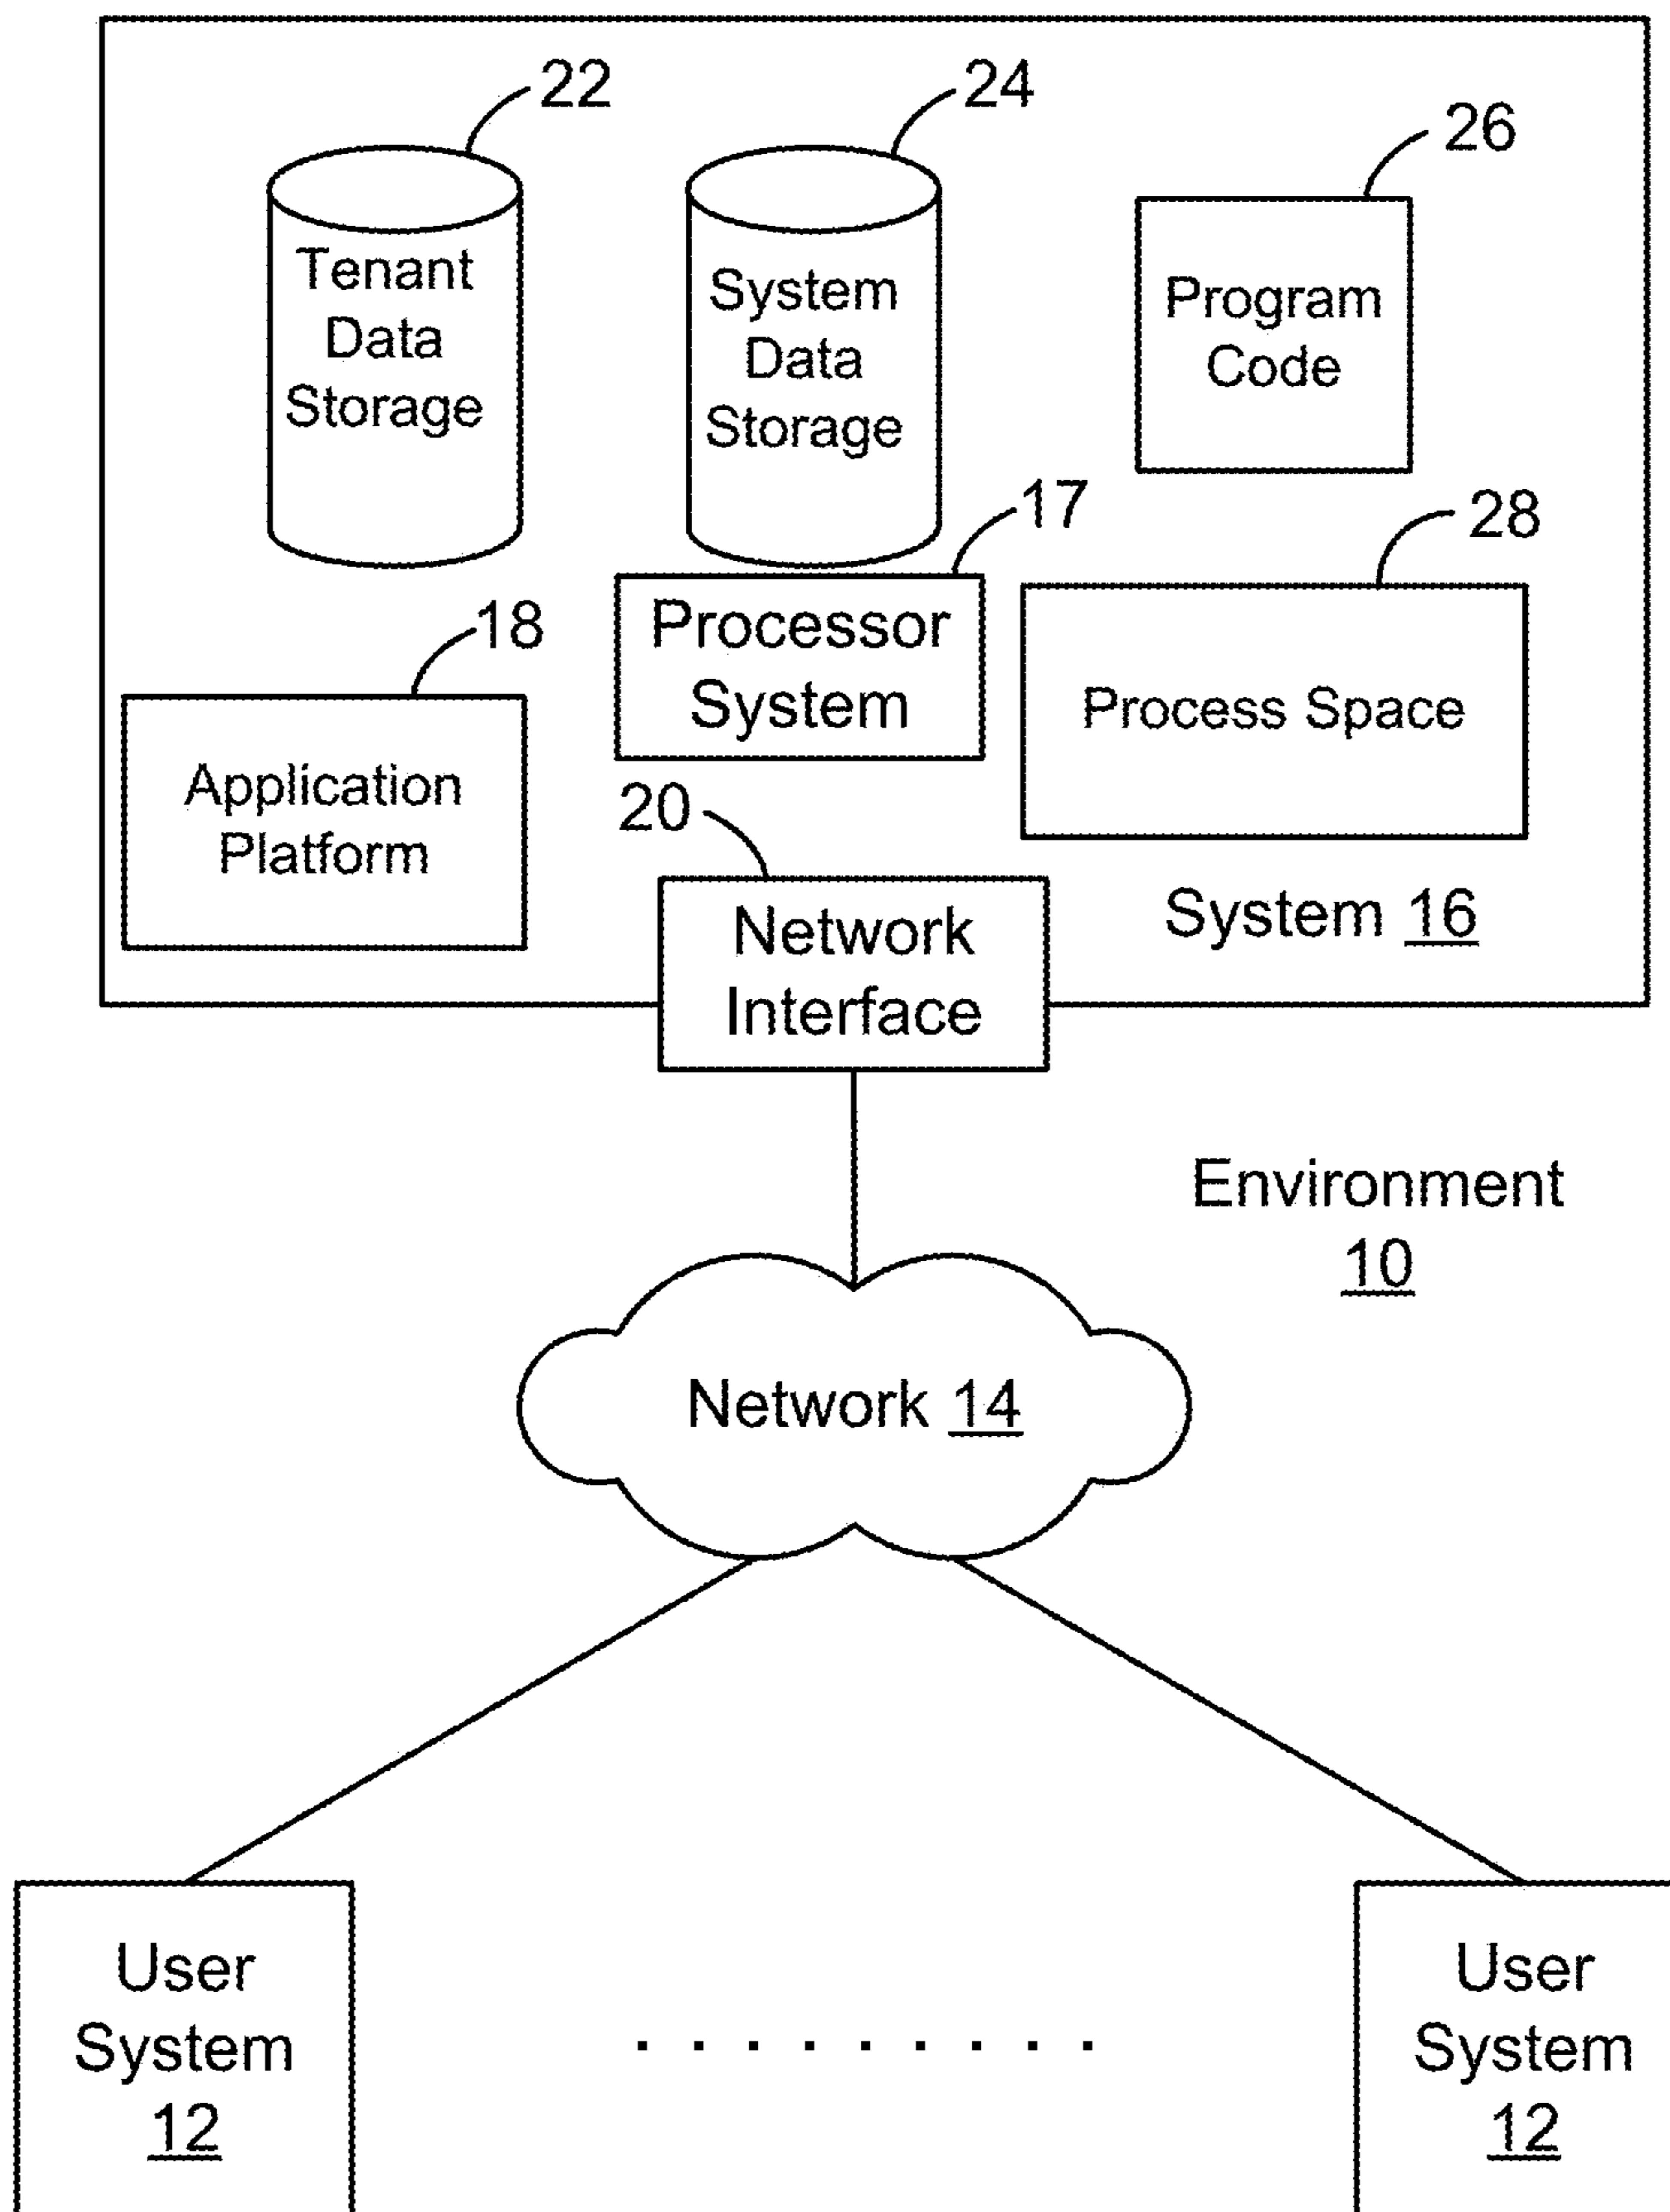 22
24
26
Tenant
Data
Storage
System
Data
Storage
Program
Code
17
28
18
Processor
System
Process Space
Application
Platform
20
Network
Interface
System 16
Environment
10
Network 14
User
System
12
. . . . . . . . .
User
System
12